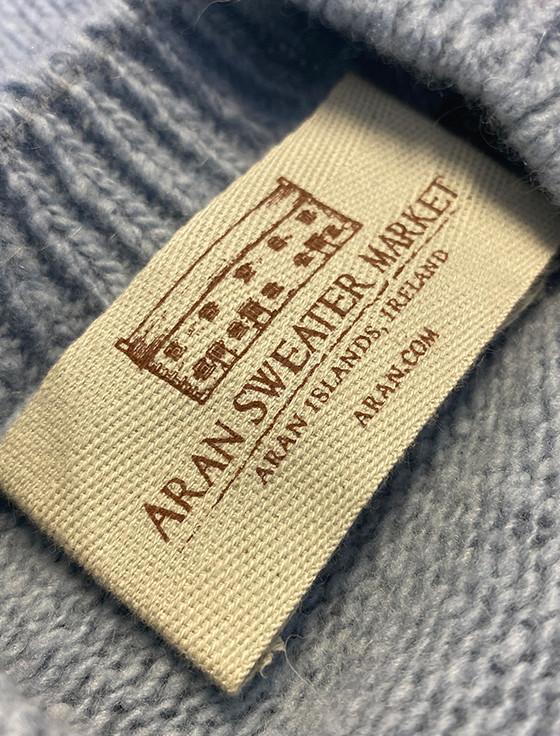 ARAN SWEATER MARKET
ARAN ISLANDS, IRELAND
ARAN.COM